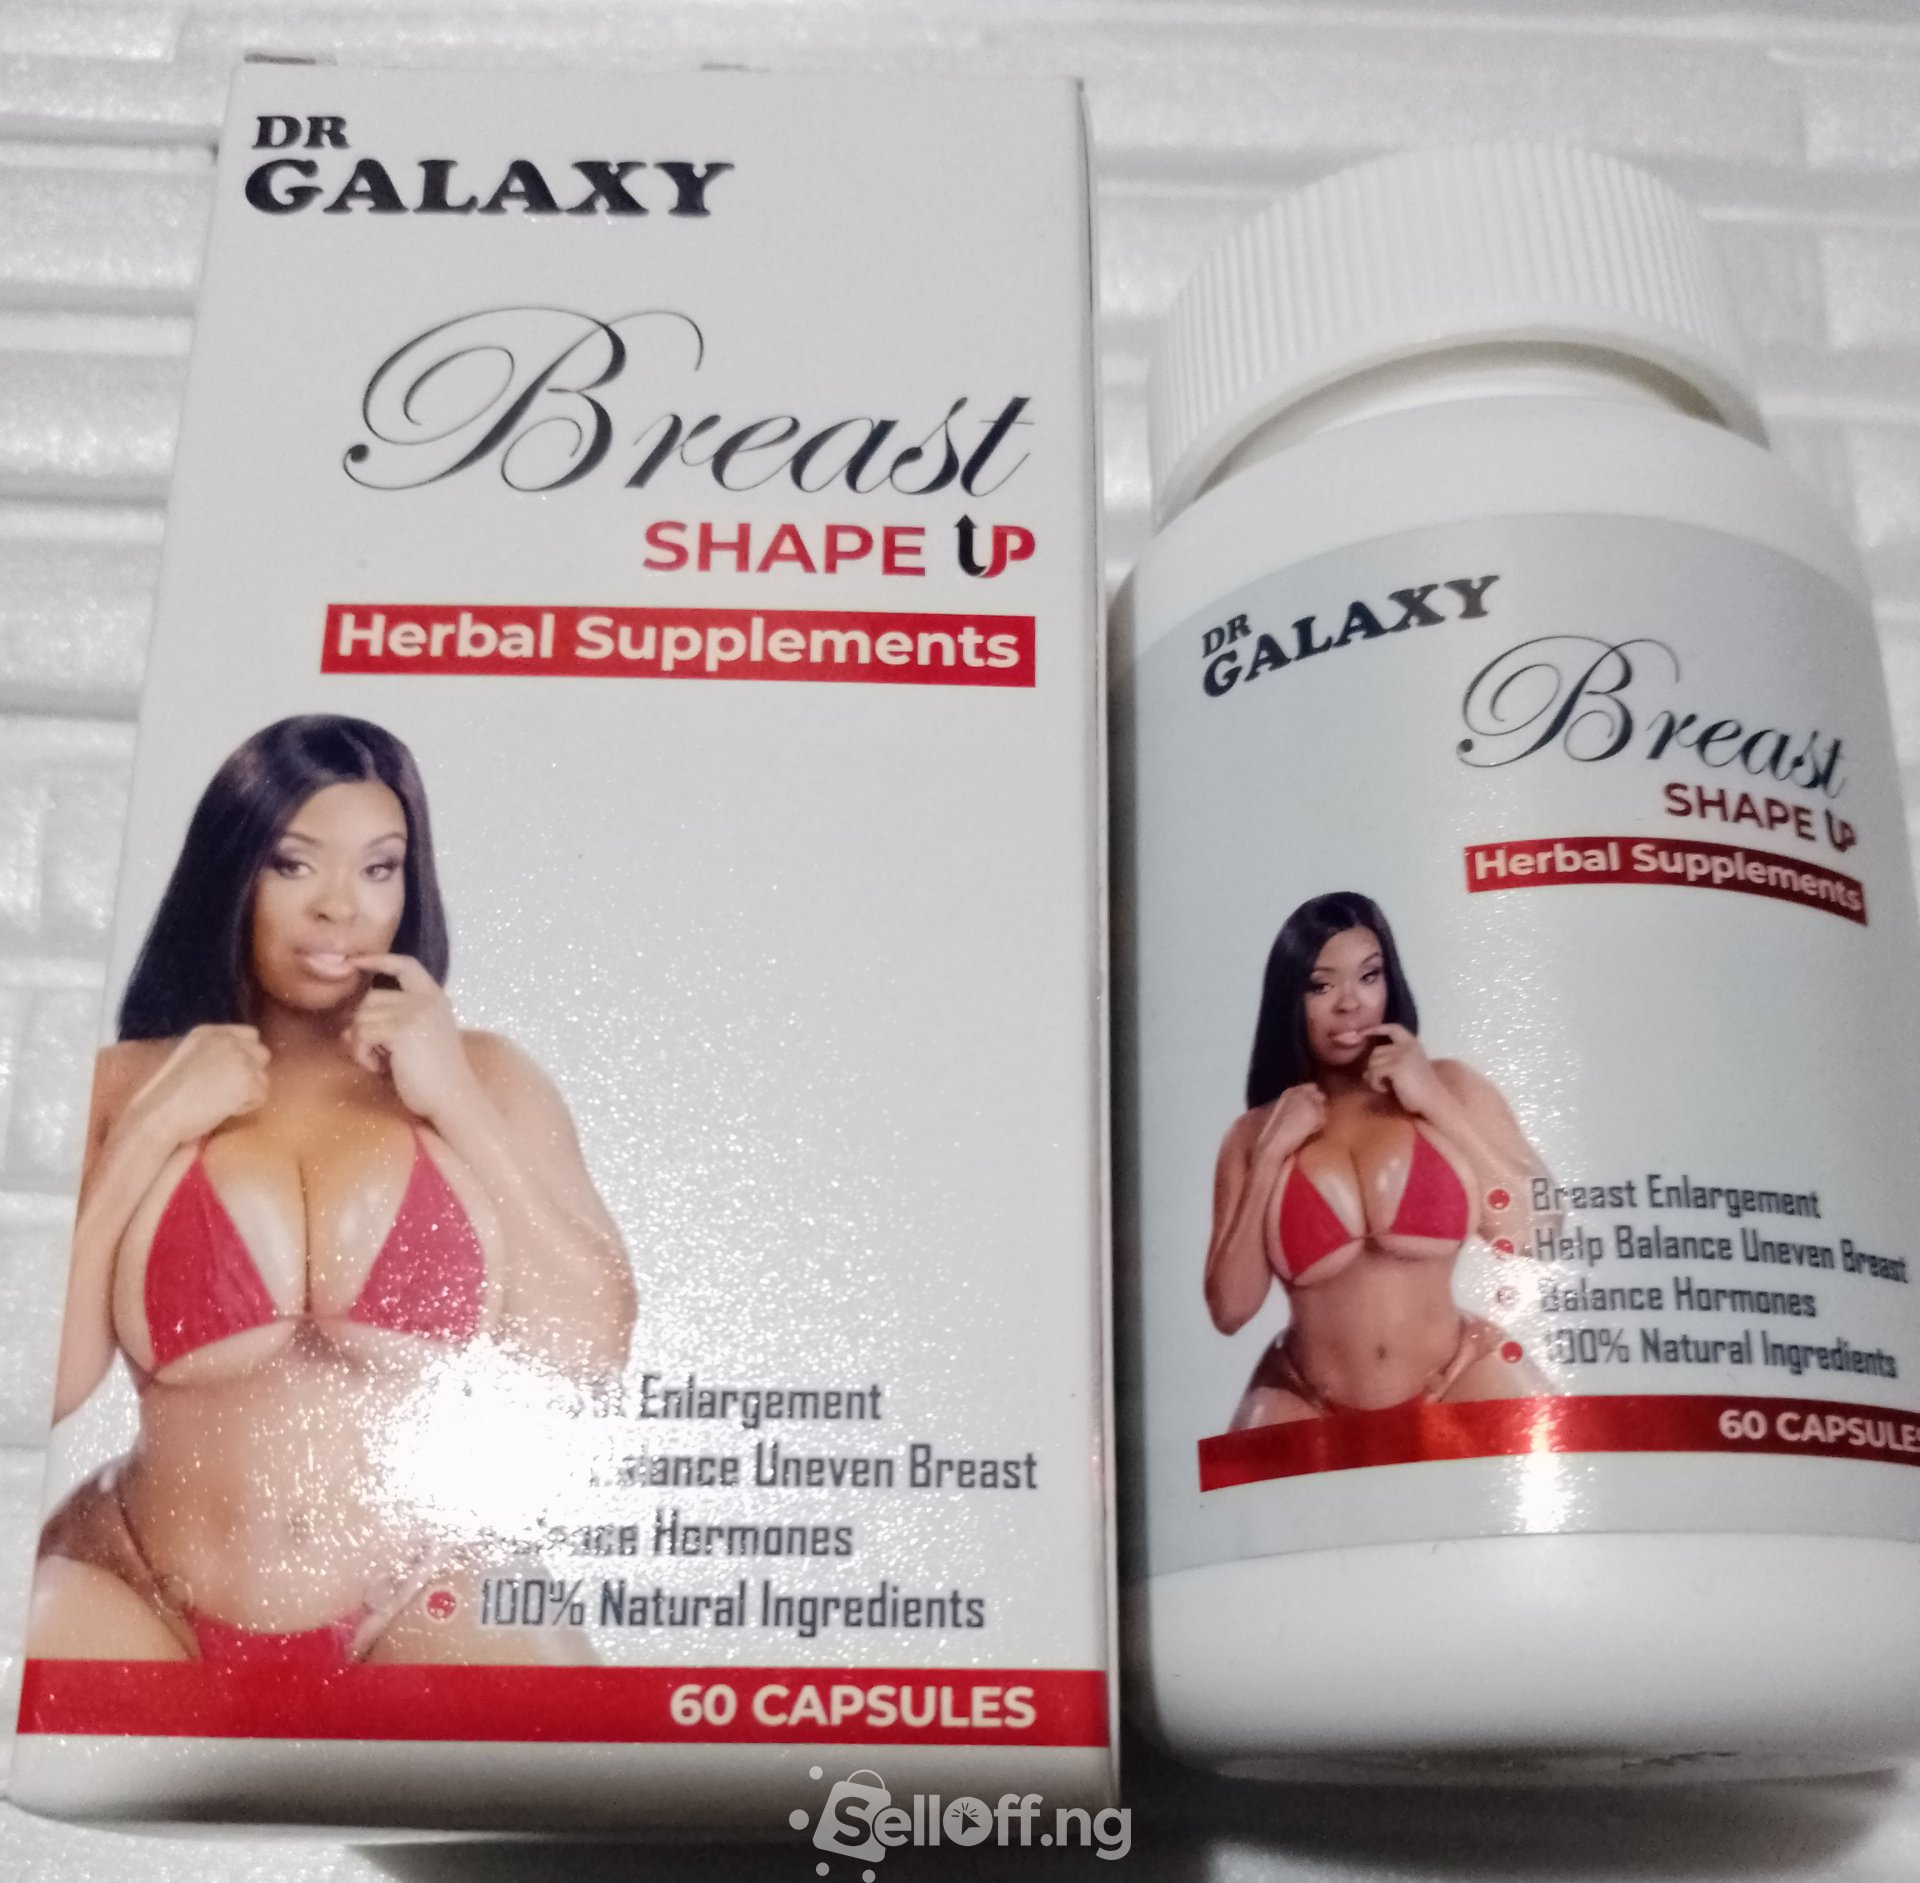 DR
GALAXY
Breast
SHAPE UP
Herbal Supplements
Enlargement
Uneven Breast
Hormones
100% Natural Ingredients
60 CAPSULES
DR
GALAXY
Breast
SHAPE UP
Herbal Supplements
Breast Enlargement
Help Balance Uneven Breast
Balance Hormones
100% Natural Ingredients
60 CAPSULES
SellOff.ng